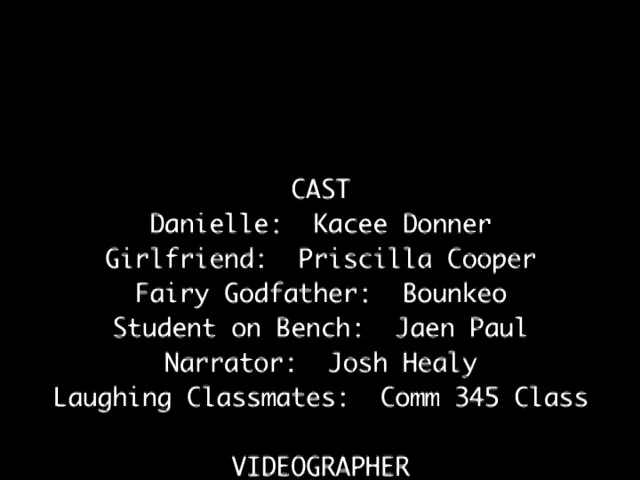 CAST
Danielle:  Kacee Donner
Girlfriend:  Priscilla Cooper
Fairy Godfather:  Bounkeo
Student on Bench:  Jaen Paul
Narrator:  Josh Healy
Laughing Classmates:  Comm 345 Class
VIDEOGRAPHER